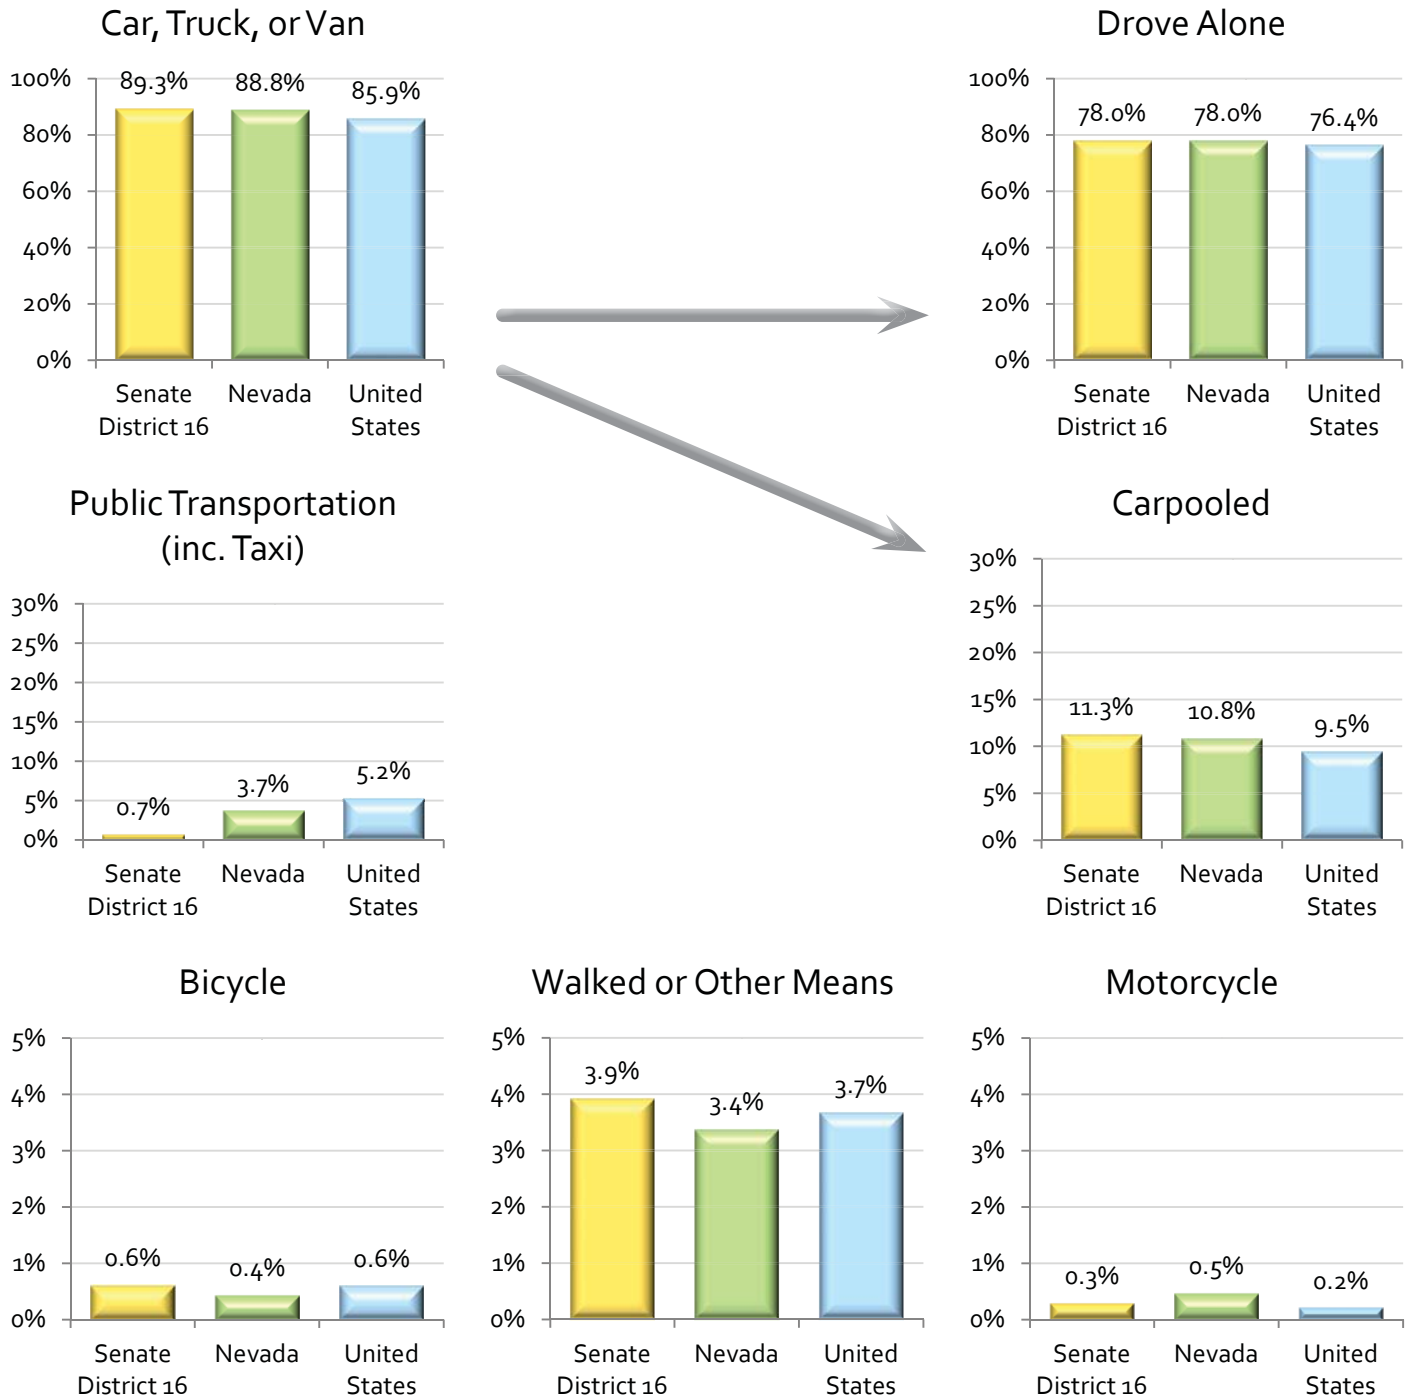 Car, Truck, or Van
100%
80%
60%
40%
20%
0%
89.3%
88.8%
85.9%
Senate
District 16
Nevada
United
States
Drove Alone
100%
80%
60%
40%
20%
0%
78.0%
78.0%
76.4%
Senate
District 16
Nevada
United
States
Public Transportation
(inc. Taxi)
30%
25%
20%
15%
10%
5%
0%
0.7%
3.7%
5.2%
Senate
District 16
Nevada
United
States
Carpooled
30%
25%
20%
15%
10%
5%
0%
11.3%
10.8%
9.5%
Senate
District 16
Nevada
United
States
Bicycle
5%
4%
3%
2%
1%
0%
0.6%
0.4%
0.6%
Senate
District 16
Nevada
United
States
Walked or Other Means
5%
4%
3%
2%
1%
0%
3.9%
3.4%
3.7%
Senate
District 16
Nevada
United
States
Motorcycle
5%
4%
3%
2%
1%
0%
0.3%
0.5%
0.2%
Senate
District 16
Nevada
United
States